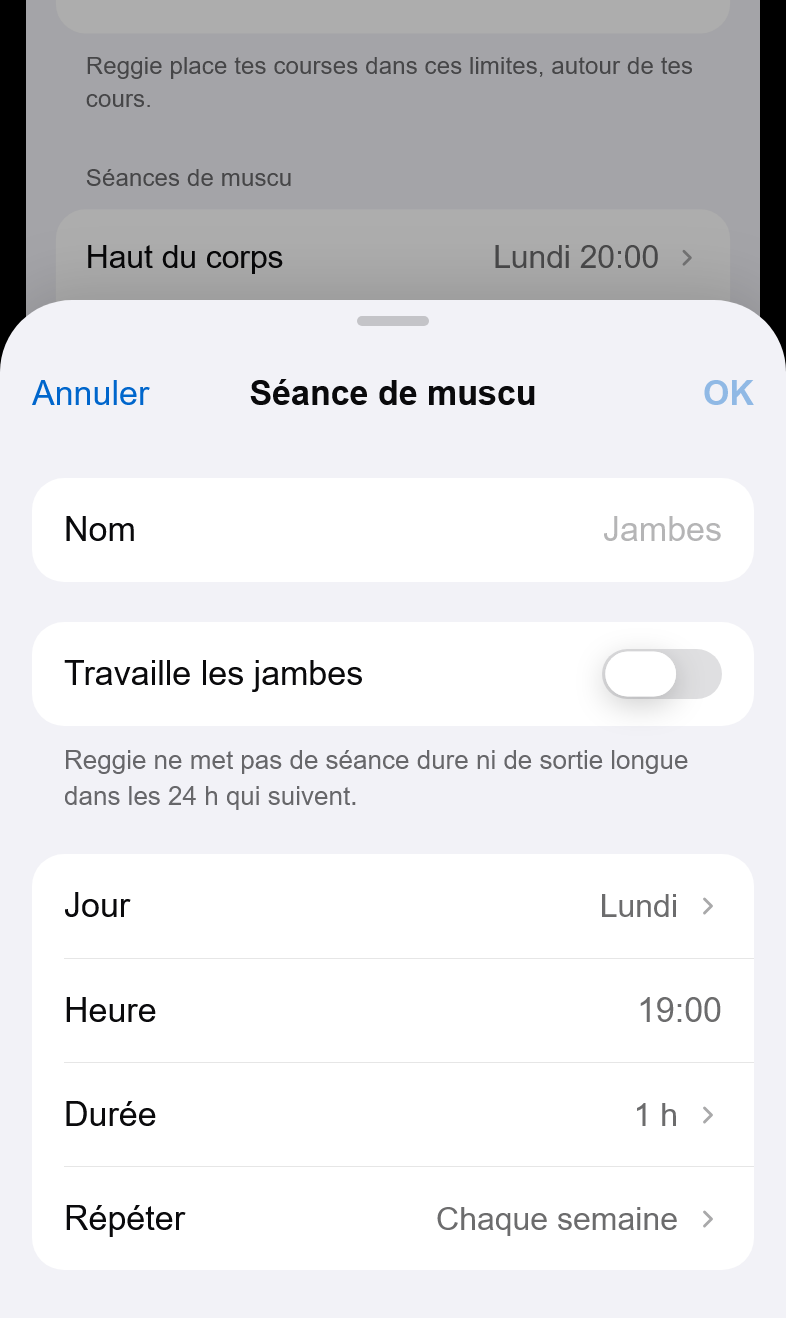 Reggie place tes courses dans ces limites, autour de tes
cours.
Séances de muscu
Haut du corps Lundi 20:00
Annuler Séance de muscu OK
Nom Jambes
Travaille les jambes
Reggie ne met pas de séance dure ni de sortie longue
dans les 24 h qui suivent.
Jour Lundi
Heure 19:00
Durée 1 h
Répéter Chaque semaine